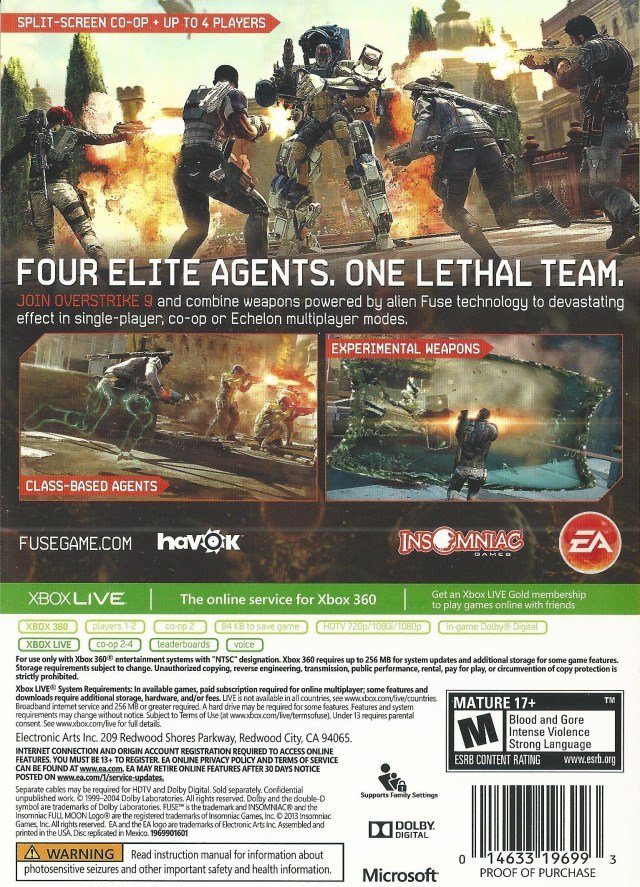 SPLIT-SCREEN CO-OP • UP TO 4 PLAYERS
FOUR ELITE AGENTS. ONE LETHAL TEAM.
JOIN OVERSTRIKE 9 and combine weapons powered by alien Fuse technology to devastating
effect in single-player, co-op or Echelon multiplayer modes.
CLASS-BASED AGENTS
EXPERIMENTAL WEAPONS
FUSEGAME.COM
havok
INSOMNIAC
GAMES
EA
XBOX LIVE
The online service for Xbox 360
Get an Xbox LIVE Gold membership
to play games online with friends
XBOX 360 players 1-2 co-op 2 84 KB to save game HDTV 720p/1080i/1080p in-game Dolby® Digital
XBOX LIVE co-op 2-4 leaderboards voice
For use only with Xbox 360® entertainment systems with "NTSC" designation. Xbox 360 requires up to 256 MB for system updates and additional storage for some game features.
Storage requirements subject to change. Unauthorized copying, reverse engineering, transmission, public performance, rental, pay for play, or circumvention of copy protection is
strictly prohibited.
Xbox LIVE® System Requirements: In available games, paid subscription required for online multiplayer; some features and
downloads require additional storage, hardware, and/or for fees. LIVE is not available in all countries, see www.xbox.com/live/countries.
Broadband internet service and 256 MB or greater required. A hard drive may be required for some features. Features and system
requirements may change without notice. Subject to Terms of Use (at www.xbox.com/live/termsofuse). Under 13 requires parental
consent. See www.xbox.com/live for full details.
Electronic Arts Inc. 209 Redwood Shores Parkway, Redwood City, CA 94065.
INTERNET CONNECTION AND ORIGIN ACCOUNT REGISTRATION REQUIRED TO ACCESS ONLINE
FEATURES. YOU MUST BE 13+ TO REGISTER. EA ONLINE PRIVACY POLICY AND TERMS OF SERVICE
CAN BE FOUND AT www.ea.com. EA MAY RETIRE ONLINE FEATURES AFTER 30 DAYS NOTICE
POSTED ON www.ea.com/1/service-updates.
Separate cables may be required for HDTV and Dolby Digital. Sold separately. Confidential
unpublished work. © 1999–2004 Dolby Laboratories. All rights reserved. Dolby and the double-D
symbol are trademarks of Dolby Laboratories. FUSE™ is the trademark and INSOMNIAC® and the
Insomniac FULL MOON Logo® are the registered trademarks of Insomniac Games, Inc. © 2013 Insomniac
Games, Inc. All rights reserved. EA and the EA logo are trademarks of Electronic Arts Inc. Assembled and
printed in the USA. Disc replicated in Mexico. 1969901601
WARNING Read instruction manual for information about
photosensitive seizures and other important safety and health information.
MATURE 17+ TM
M
Blood and Gore
Intense Violence
Strong Language
ESRB CONTENT RATING www.esrb.org
Supports Family Settings
DOLBY
DIGITAL
Microsoft
0 14633 19699 3
PROOF OF PURCHASE